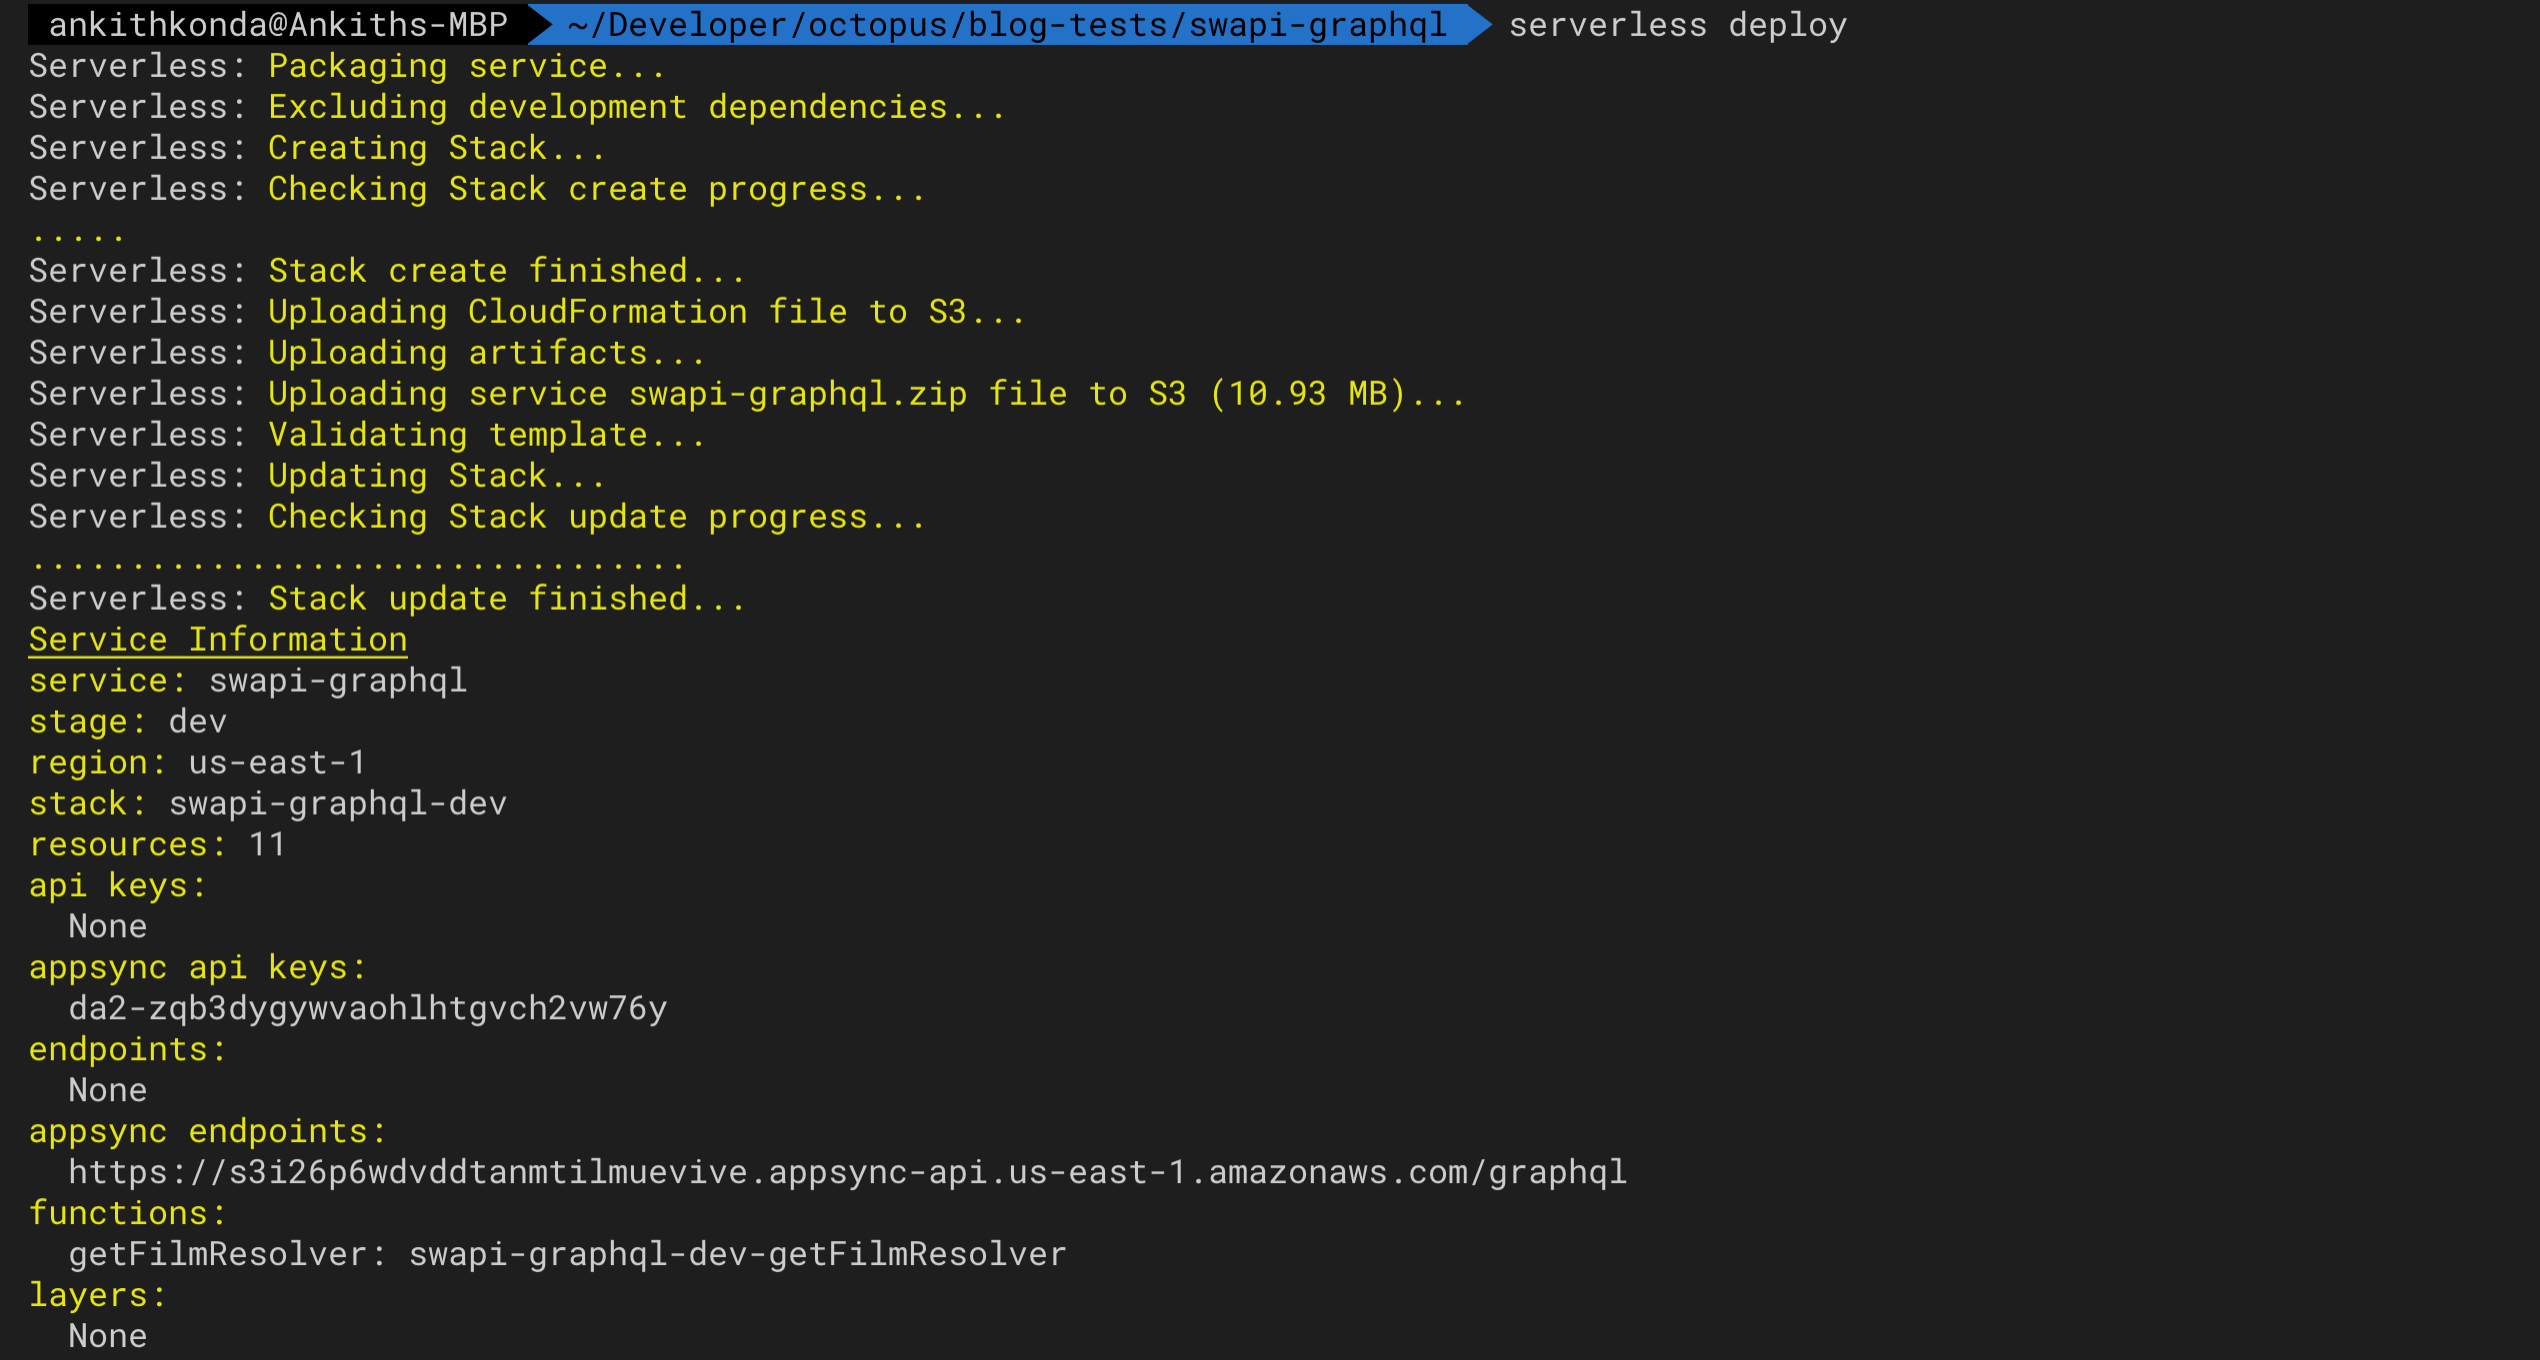 ankithkonda@Ankiths-MBP ~/Developer/octopus/blog-tests/swapi-graphql serverless deploy
Serverless: Packaging service...
Serverless: Excluding development dependencies...
Serverless: Creating Stack...
Serverless: Checking Stack create progress...
.....
Serverless: Stack create finished...
Serverless: Uploading CloudFormation file to S3...
Serverless: Uploading artifacts...
Serverless: Uploading service swapi-graphql.zip file to S3 (10.93 MB)...
Serverless: Validating template...
Serverless: Updating Stack...
Serverless: Checking Stack update progress...
.................................
Serverless: Stack update finished...
Service Information
service: swapi-graphql
stage: dev
region: us-east-1
stack: swapi-graphql-dev
resources: 11
api keys:
  None
appsync api keys:
  da2-zqb3dygywvaohlhtgvch2vw76y
endpoints:
  None
appsync endpoints:
  https://s3i26p6wdvddtanmtilmuevive.appsync-api.us-east-1.amazonaws.com/graphql
functions:
  getFilmResolver: swapi-graphql-dev-getFilmResolver
layers:
  None